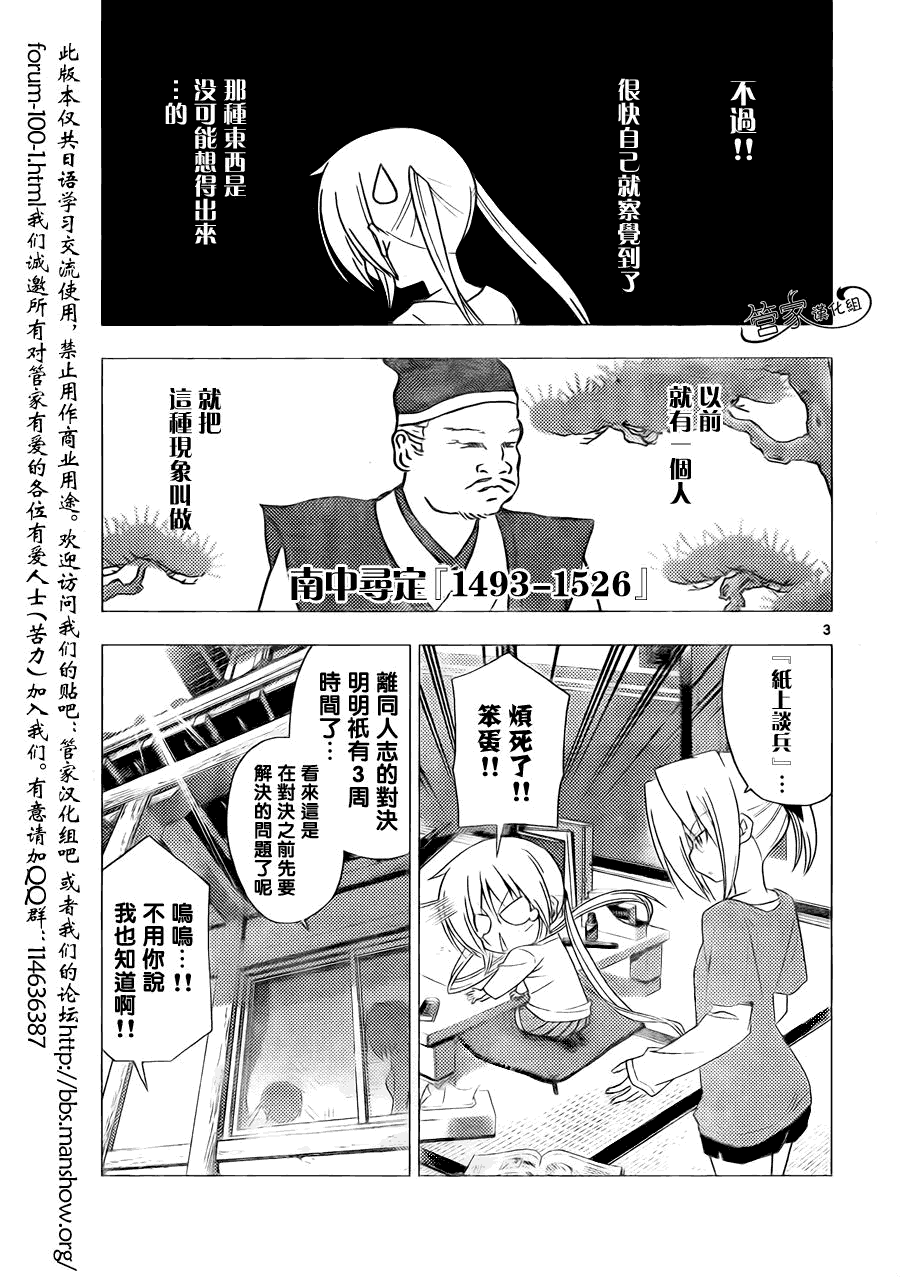 不過!!
很快自己就察覺到了
那種東西是
没可能想得出來
…的
管家漢化組
以前
就有一個人
就把
這種現象叫做
南中尋定『1493-1526』
3
『紙上談兵』…
煩死了!!
笨蛋!!
離同人志的對決
明明衹有3周
時間了…
看來這是
在對決之前先要
解決的問題了呢
嗚嗚…!!
不用你說
我也知道啊!!
此版本仅共日语学习交流使用，禁止用作商业用途。欢迎访问我们的贴吧：管家汉化组吧 或者我们的论坛http://bbs.manshow.org/
forum-100-1.html我们诚邀所有对管家有爱的各位有爱人士(苦力)加入我们。有意请加QQ群：114636387